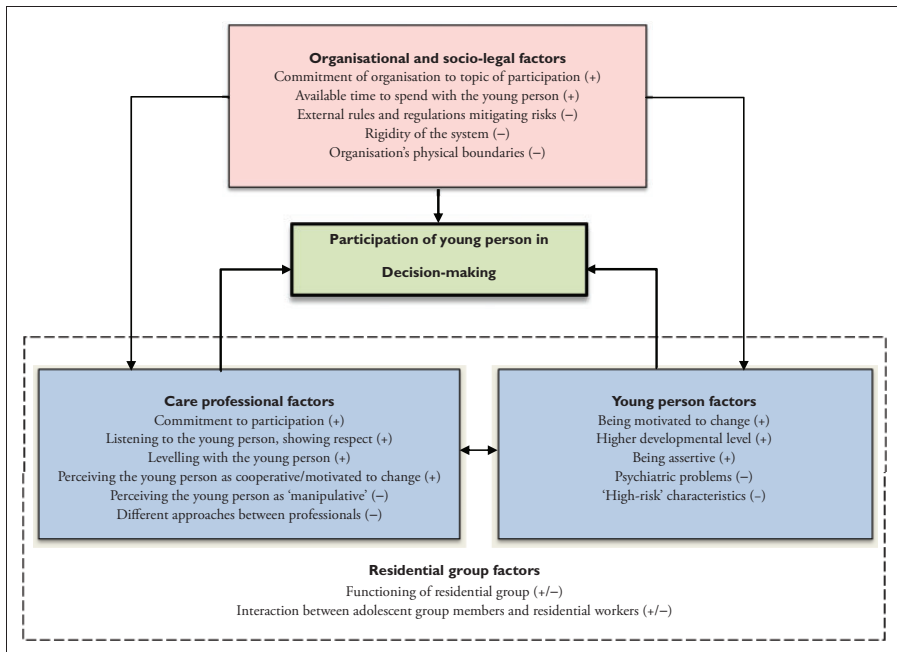 Organisational and socio-legal factors
Commitment of organisation to topic of participation (+)
Available time to spend with the young person (+)
External rules and regulations mitigating risks (−)
Rigidity of the system (−)
Organisation’s physical boundaries (−)
Participation of young person in
Decision-making
Care professional factors
Commitment to participation (+)
Listening to the young person, showing respect (+)
Levelling with the young person (+)
Perceiving the young person as cooperative/motivated to change (+)
Perceiving the young person as ‘manipulative’ (−)
Different approaches between professionals (−)
Young person factors
Being motivated to change (+)
Higher developmental level (+)
Being assertive (+)
Psychiatric problems (−)
‘High-risk’ characteristics (-)
Residential group factors
Functioning of residential group (+/−)
Interaction between adolescent group members and residential workers (+/−)